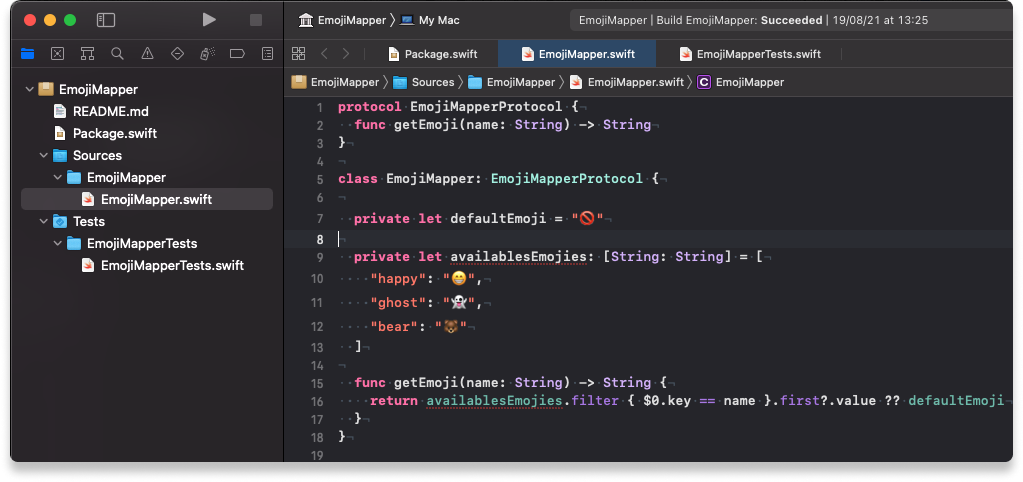 EmojiMapper My Mac EmojiMapper | Build EmojiMapper: Succeeded | 19/08/21 at 13:25
Package.swift EmojiMapper.swift EmojiMapperTests.swift
EmojiMapper Sources EmojiMapper EmojiMapper.swift C EmojiMapper
EmojiMapper
README.md
Package.swift
Sources
EmojiMapper
EmojiMapper.swift
Tests
EmojiMapperTests
EmojiMapperTests.swift
1 protocol EmojiMapperProtocol {
2 func getEmoji(name: String) -> String
3 }
4
5 class EmojiMapper: EmojiMapperProtocol {
6
7 private let defaultEmoji = "🚫"
8
9 private let availablesEmojies: [String: String] = [
10 "happy": "😁",
11 "ghost": "👻",
12 "bear": "🐻"
13 ]
14
15 func getEmoji(name: String) -> String {
16 return availablesEmojies.filter { $0.key == name }.first?.value ?? defaultEmoji
17 }
18 }
19